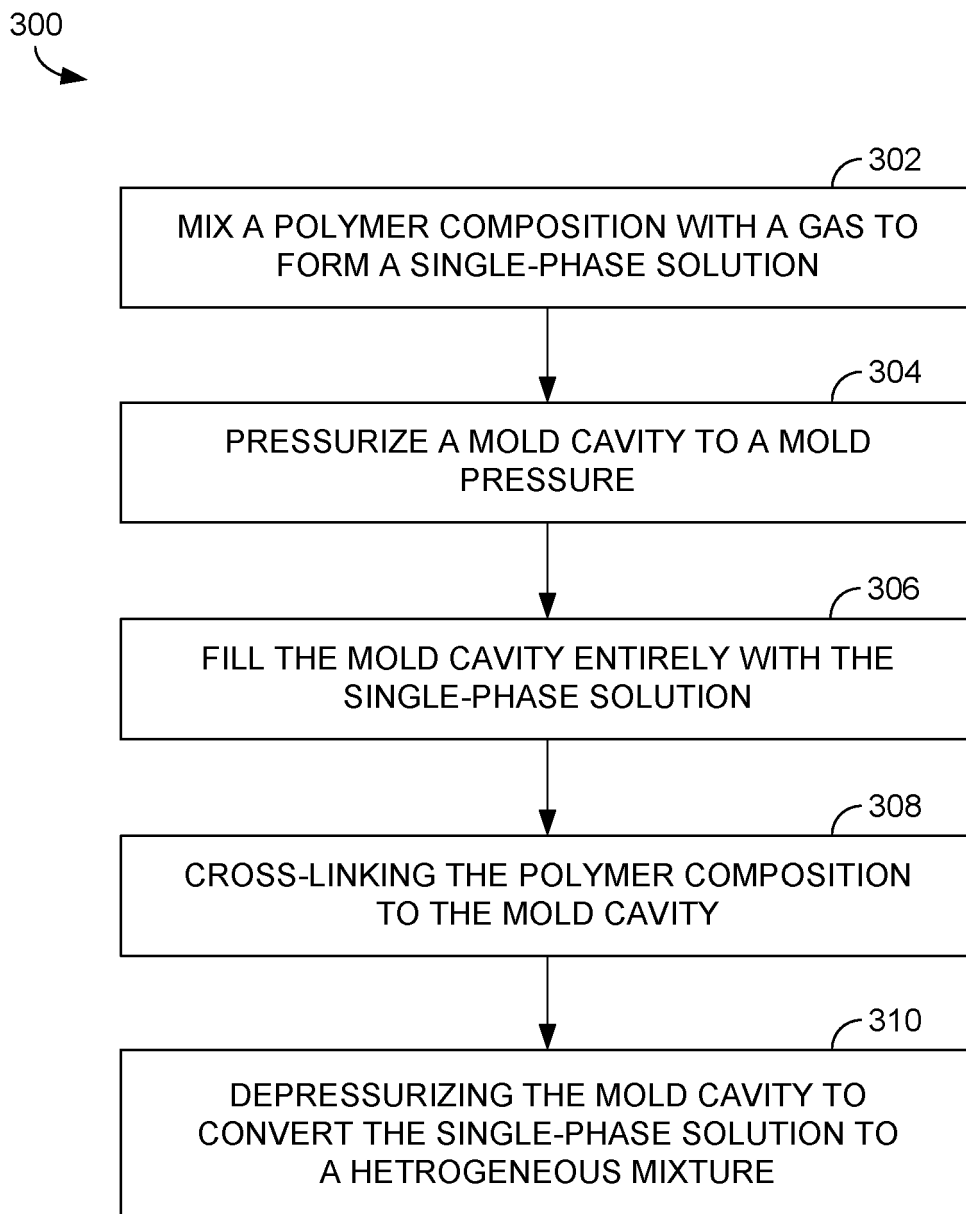 300
302
MIX A POLYMER COMPOSITION WITH A GAS TO
FORM A SINGLE-PHASE SOLUTION
304
PRESSURIZE A MOLD CAVITY TO A MOLD
PRESSURE
306
FILL THE MOLD CAVITY ENTIRELY WITH THE
SINGLE-PHASE SOLUTION
308
CROSS-LINKING THE POLYMER COMPOSITION
TO THE MOLD CAVITY
310
DEPRESSURIZING THE MOLD CAVITY TO
CONVERT THE SINGLE-PHASE SOLUTION TO
A HETROGENEOUS MIXTURE